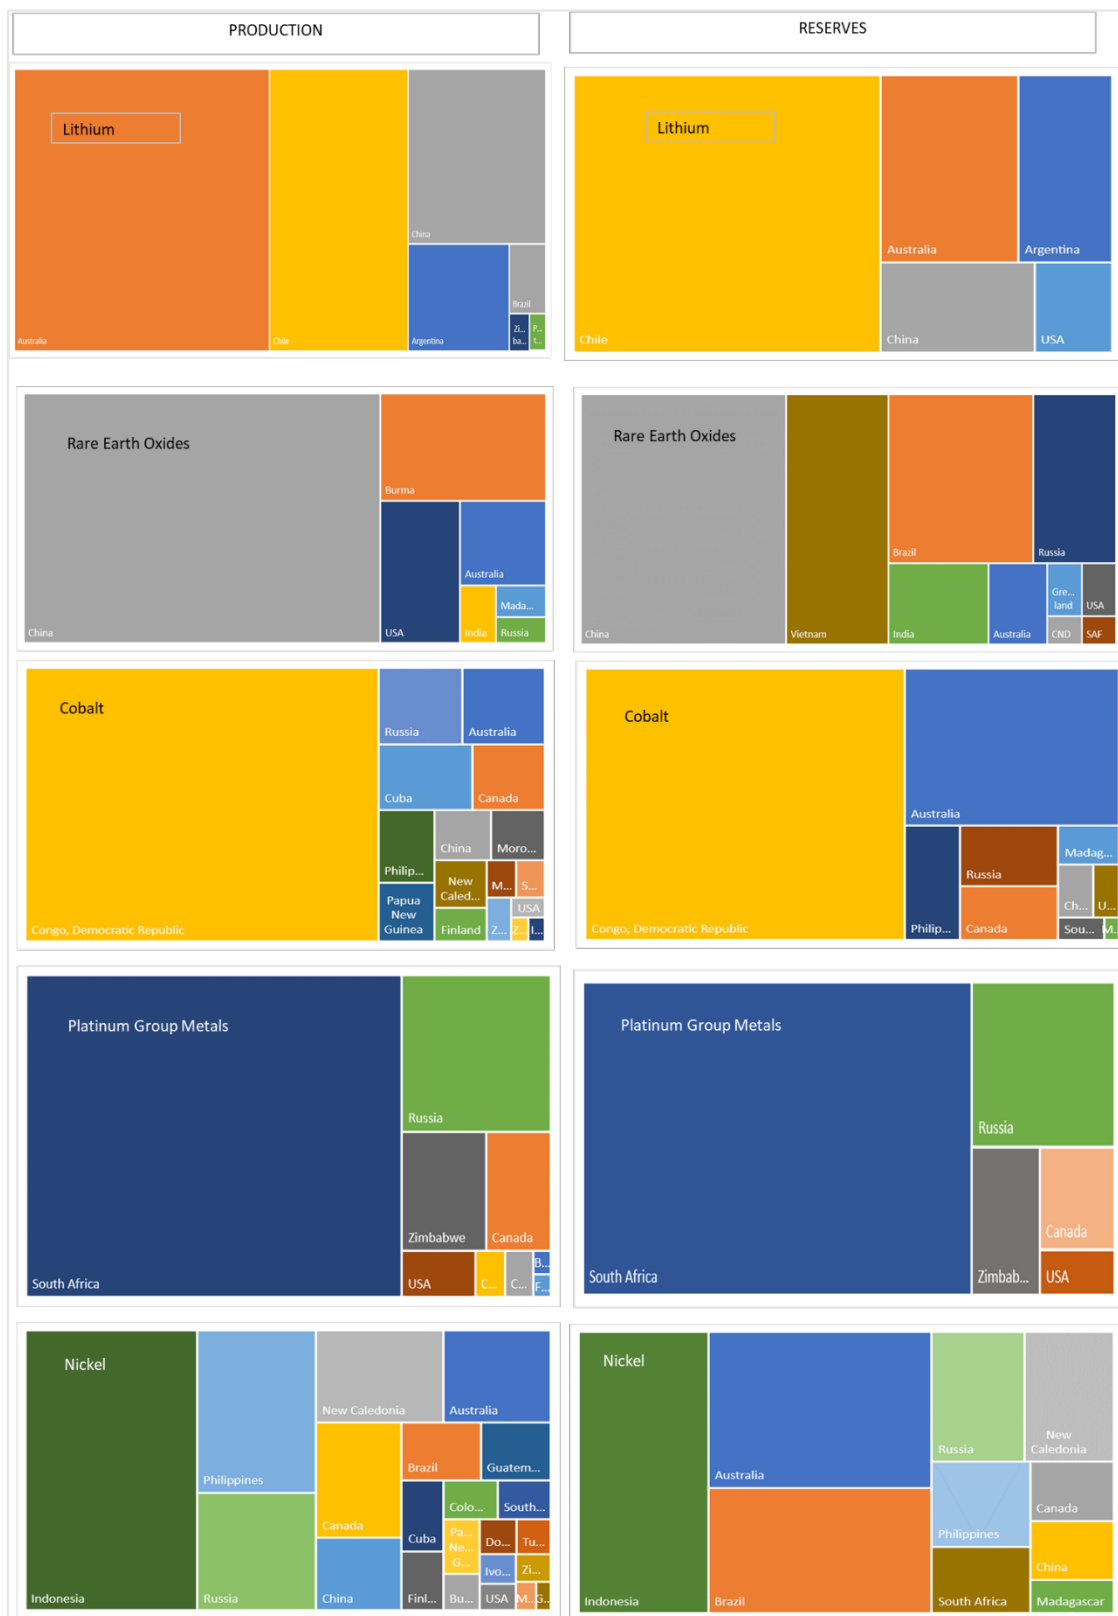 PRODUCTION
RESERVES
Lithium
Australia
Chile
China
Argentina
Brazil
Zi...
ba...
P...
t...
Lithium
Chile
Australia
Argentina
China
USA
Rare Earth Oxides
China
Burma
USA
Australia
India
Mada...
Russia
Rare Earth Oxides
China
Vietnam
Brazil
Russia
India
Australia
Gre...
land
USA
CND
SAF
Cobalt
Congo, Democratic Republic
Russia
Australia
Cuba
Canada
Philip...
China
Moro...
Papua
New
Guinea
New
Caled...
M...
S...
Finland
Z...
USA
Z...
I...
Cobalt
Congo, Democratic Republic
Australia
Philip...
Russia
Canada
Madag...
Ch...
U...
Sou...
M...
Platinum Group Metals
South Africa
Russia
Zimbabwe
Canada
USA
C...
C...
B...
F...
Platinum Group Metals
South Africa
Russia
Zimbab...
Canada
USA
Nickel
Indonesia
Philippines
Russia
New Caledonia
Australia
Canada
China
Brazil
Guatem...
Cuba
Finl...
Colo...
South...
Pa...
Ne...
G...
Do...
Tu...
Ivo...
Zi...
Bu...
USA
M...
G...
Nickel
Indonesia
Australia
Brazil
Russia
New
Caledonia
Philippines
Canada
China
South Africa
Madagascar